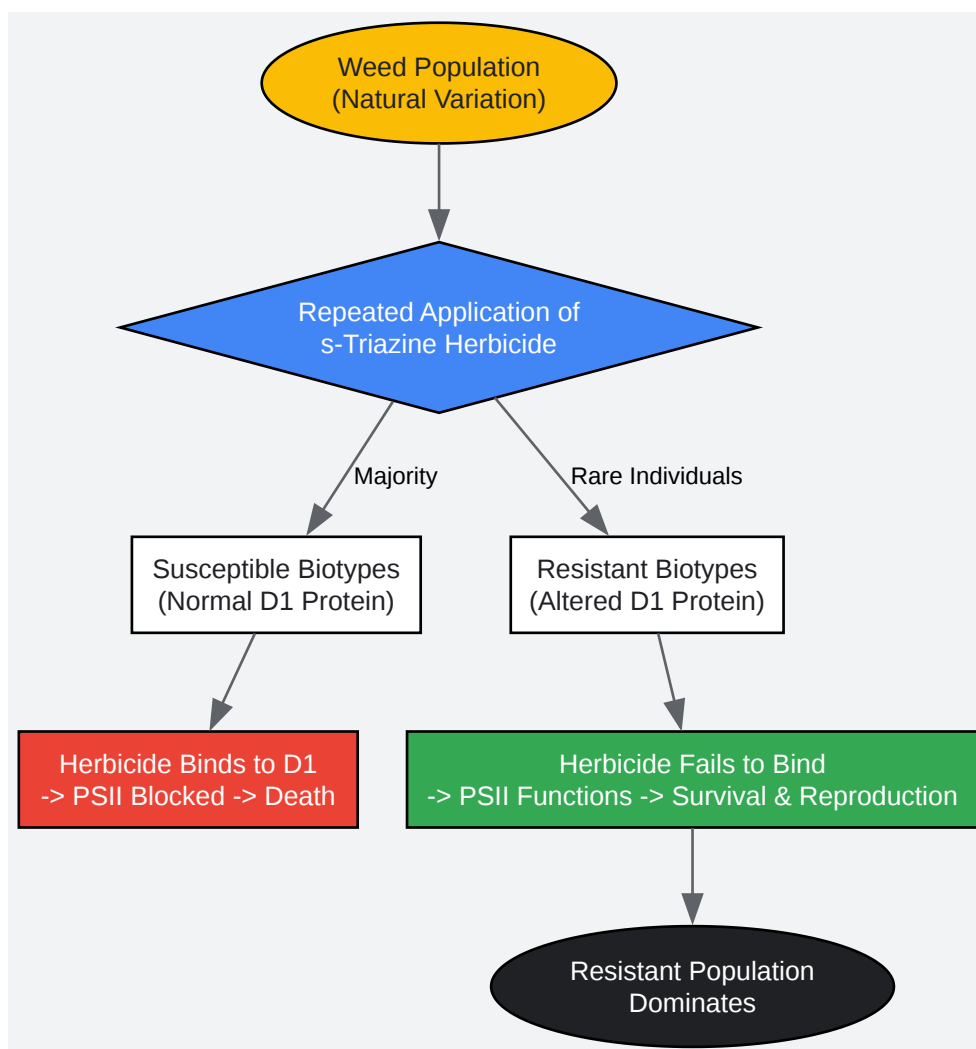 Weed Population
(Natural Variation)
Repeated Application of
s-Triazine Herbicide
Majority
Rare Individuals
Susceptible Biotypes
(Normal D1 Protein)
Resistant Biotypes
(Altered D1 Protein)
Herbicide Binds to D1
-> PSII Blocked -> Death
Herbicide Fails to Bind
-> PSII Functions -> Survival & Reproduction
Resistant Population
Dominates